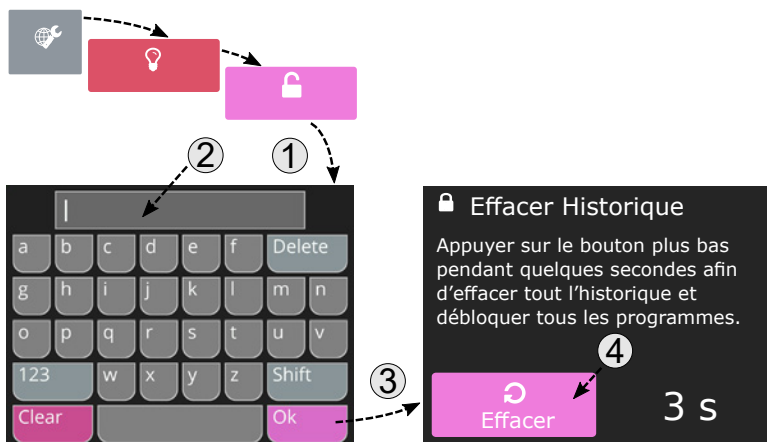 2
1
a b c d e f Delete
g h i j k l m n
o p q r s t u v
123 w x y z Shift
Clear Ok
3
Effacer Historique
Appuyer sur le bouton plus bas
pendant quelques secondes afin
d'effacer tout l'historique et
débloquer tous les programmes.
4
Effacer
3 s